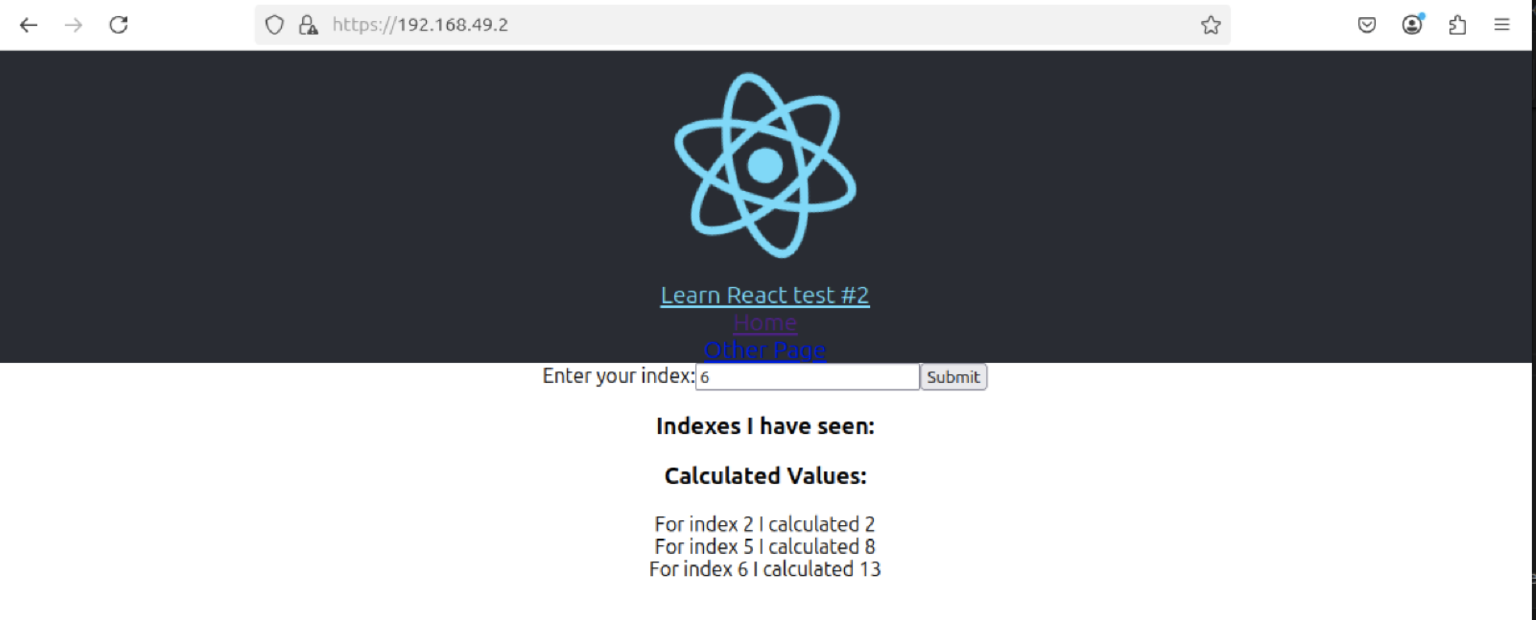 https://192.168.49.2
Learn React test #2
Home
Other Page
Enter your index: 6 Submit
Indexes I have seen:
Calculated Values:
For index 2 I calculated 2
For index 5 I calculated 8
For index 6 I calculated 13